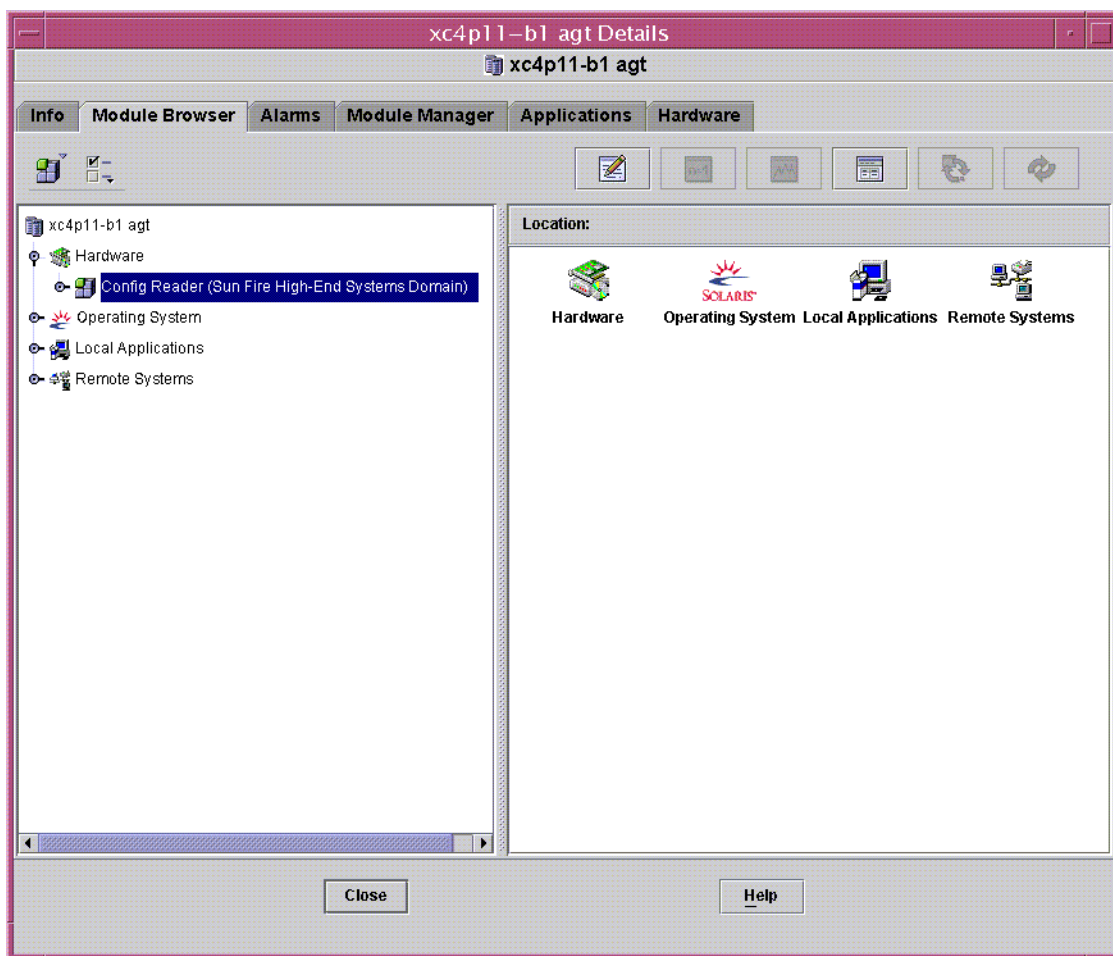 xc4p11-b1 agt Details
xc4p11-b1 agt
Info Module Browser Alarms Module Manager Applications Hardware
xc4p11-b1 agt
Hardware
Config Reader (Sun Fire High-End Systems Domain)
Operating System
Local Applications
Remote Systems
Location:
SOLARIS
Hardware Operating System Local Applications Remote Systems
Close Help